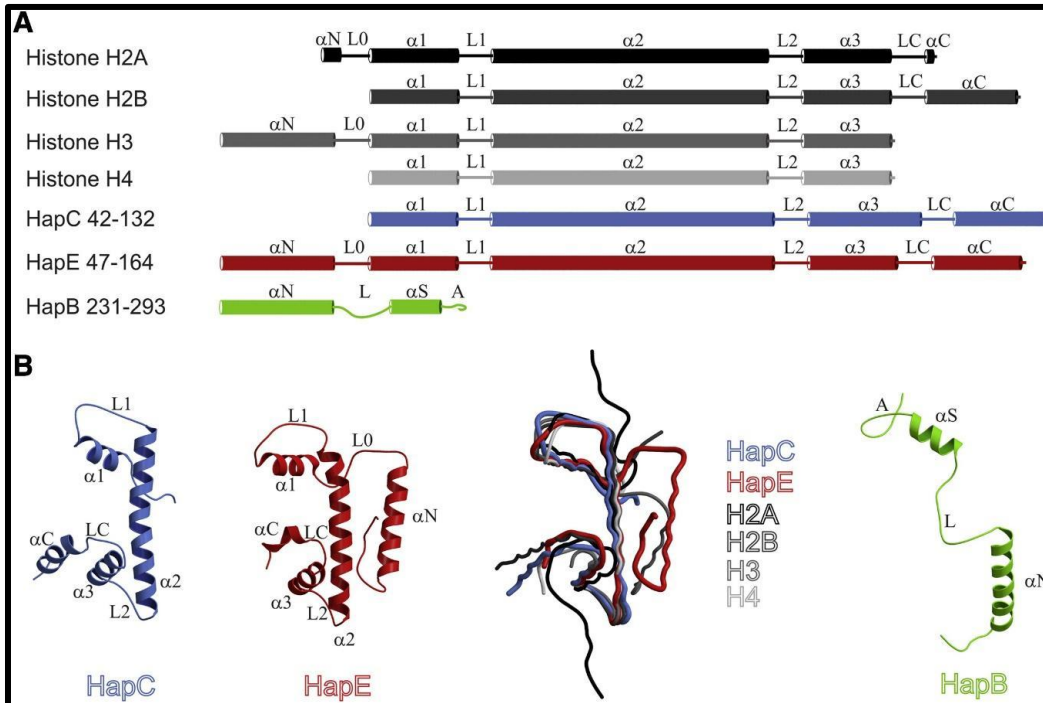 A
αN L0 α1 L1 α2 L2 α3 LC αC
Histone H2A
α1 L1 α2 L2 α3 LC αC
Histone H2B
αN L0 α1 L1 α2 L2 α3
Histone H3
α1 L1 α2 L2 α3
Histone H4
α1 L1 α2 L2 α3 LC αC
HapC 42-132
αN L0 α1 L1 α2 L2 α3 LC αC
HapE 47-164
αN L αS A
HapB 231-293
B
L1
α1
αC LC
α3
L2
α2
HapC
L1
L0
α1
αN
αC LC
α3 L2
α2
HapE
HapC
HapE
H2A
H2B
H3
H4
A αS
L
αN
HapB